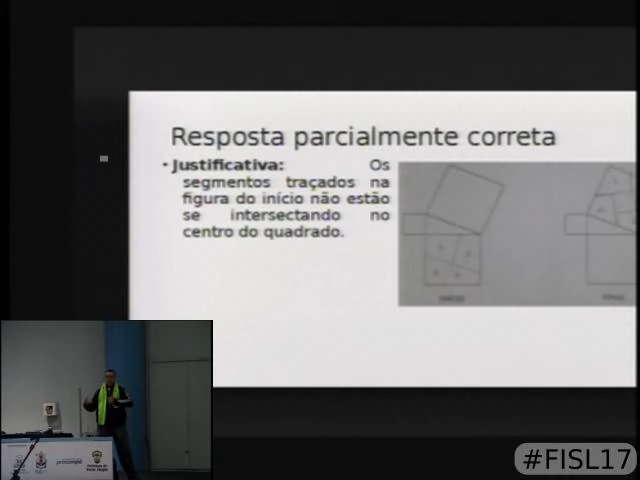 Resposta parcialmente correta
• Justificativa: Os
segmentos traçados na
figura do início não estão
se intersectando no
centro do quadrado.
#FISL17